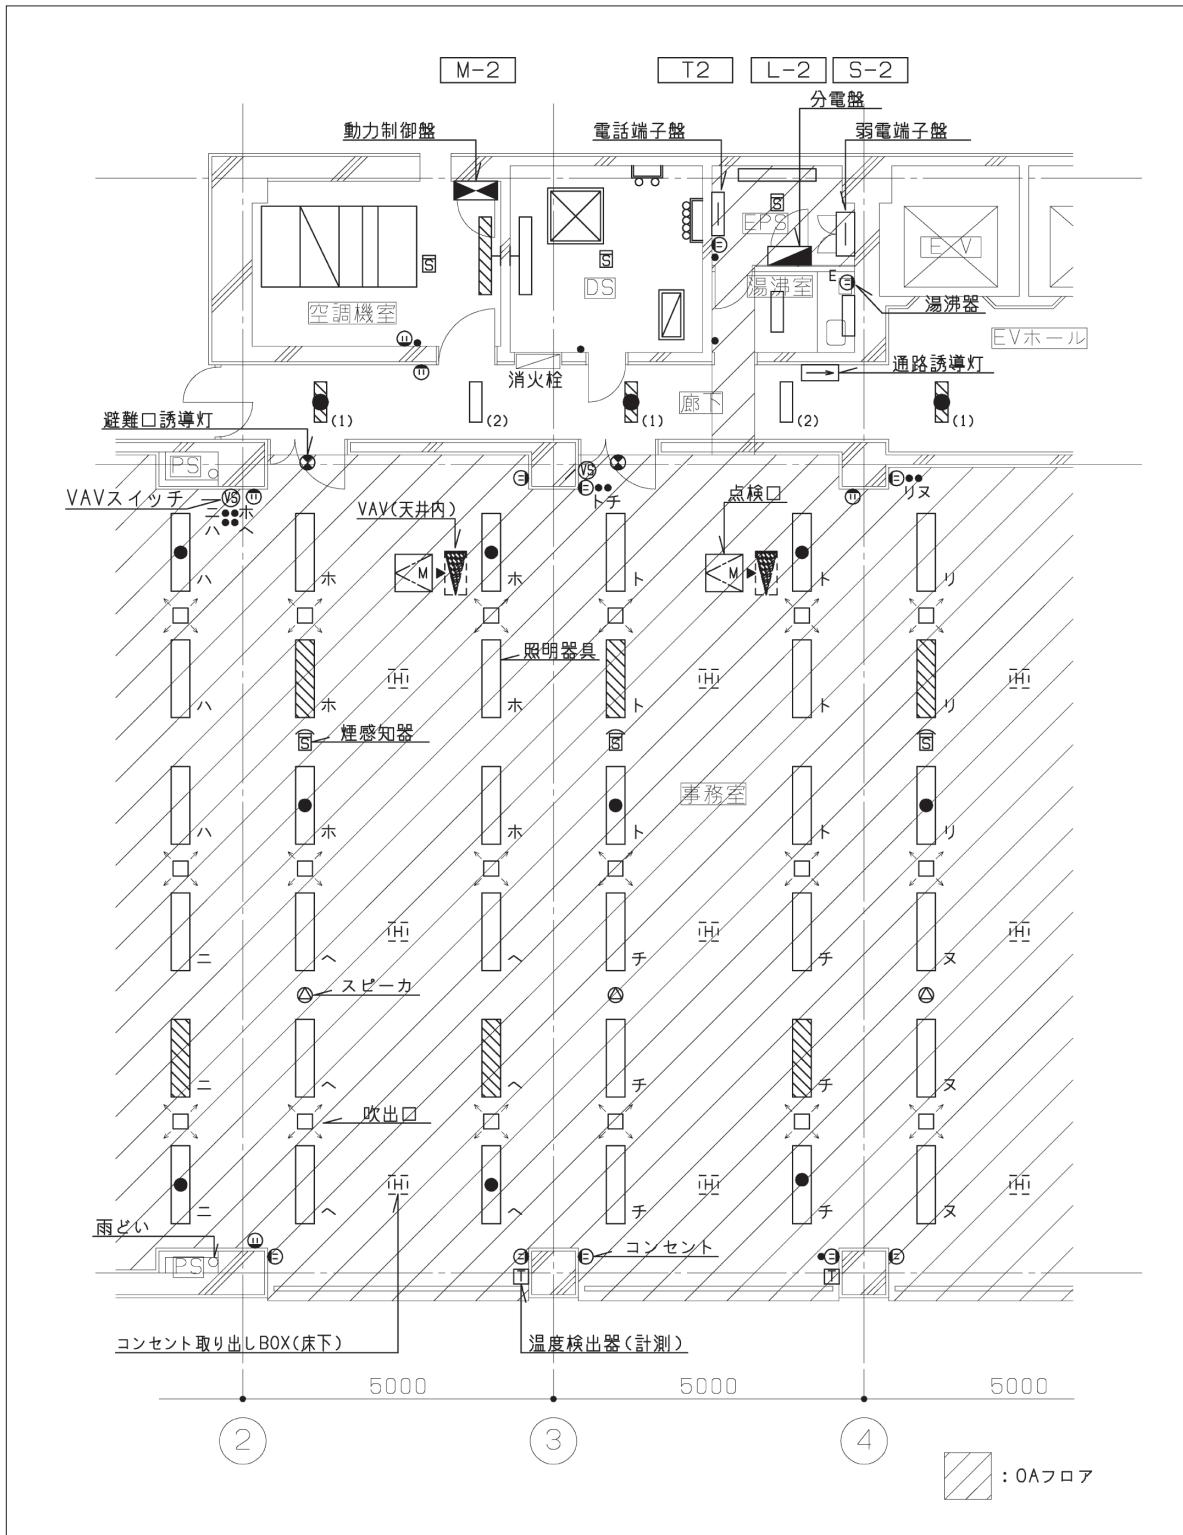 M-2 T2 L-2 S-2
分電盤
動力制御盤 電話端子盤 弱電端子盤
S
EPS
S S EV
E
DS 湯沸室
空調機室 湯沸器
EVホール
消火栓 通路誘導灯
廊下
避難口誘導灯 (1) (2) (1) (2) (1)
PS
VS
VAVスイッチ VS トチ リヌ
ニ ホ VAV(天井内) 点検口
ハ ヘ
M M
ハ ホ ホ ト ト リ
照明器具
H H H
ハ ホ ホ ト ト リ
煙感知器
S S S
事務室
ハ ホ ホ ト ト リ
H H H
ニ ヘ ヘ チ チ ヌ
スピーカ
ニ ヘ ヘ チ チ ヌ
吹出口
H H H
ニ ヘ ヘ チ チ ヌ
雨どい
コンセント
PS
T T
コンセント取り出しBOX(床下) 温度検出器(計測)
5000 5000 5000
2 3 4
:OAフロア